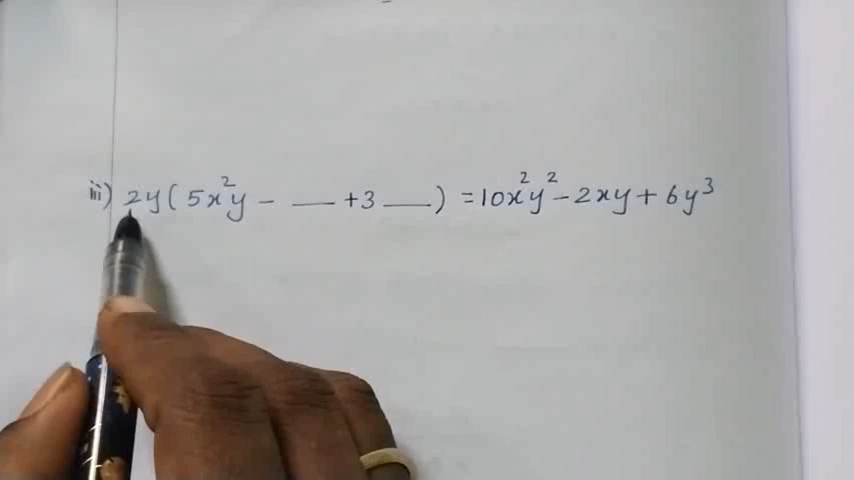 iii) 2y( 5x²y - ___ +3 ___ ) = 10x²y² - 2xy + 6y³